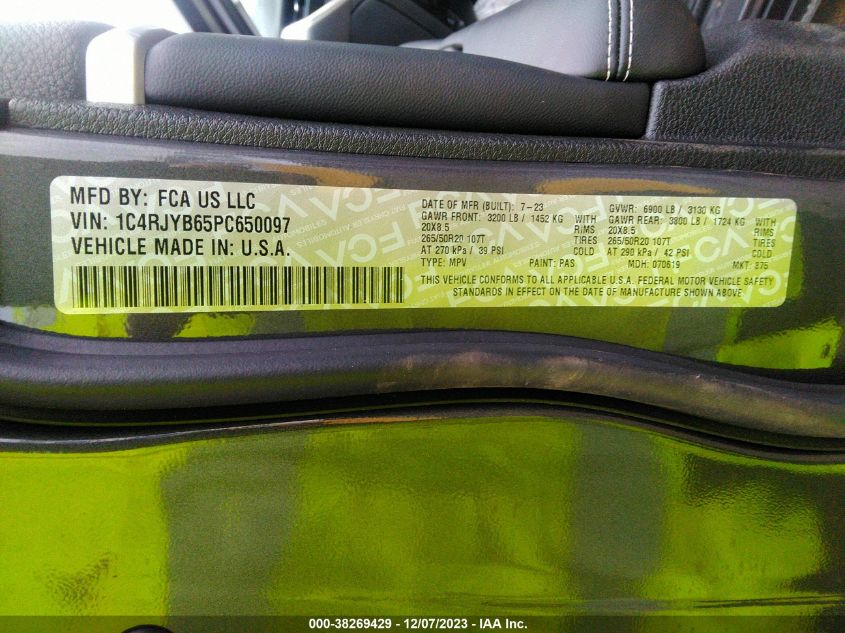 MFD BY: FCA US LLC
VIN: 1C4RJYB65PC650097
VEHICLE MADE IN: U.S.A.
DATE OF MFR (BUILT): 7-23 GVWR: 6900 LB / 3130 KG
GAWR FRONT: 3200 LB / 1452 KG WITH GAWR REAR: 3800 LB / 1724 KG WITH
20X8.5 RIMS 20X8.5 RIMS
265/50R20 107T TIRES 265/50R20 107T TIRES
AT 270 kPa / 39 PSI COLD AT 290 kPa / 42 PSI COLD
TYPE: MPV PAINT: PAS MDH: 070619 MKT: 875
THIS VEHICLE CONFORMS TO ALL APPLICABLE U.S.A. FEDERAL MOTOR VEHICLE SAFETY
STANDARDS IN EFFECT ON THE DATE OF MANUFACTURE SHOWN ABOVE
000-38269429 - 12/07/2023 - IAA Inc.